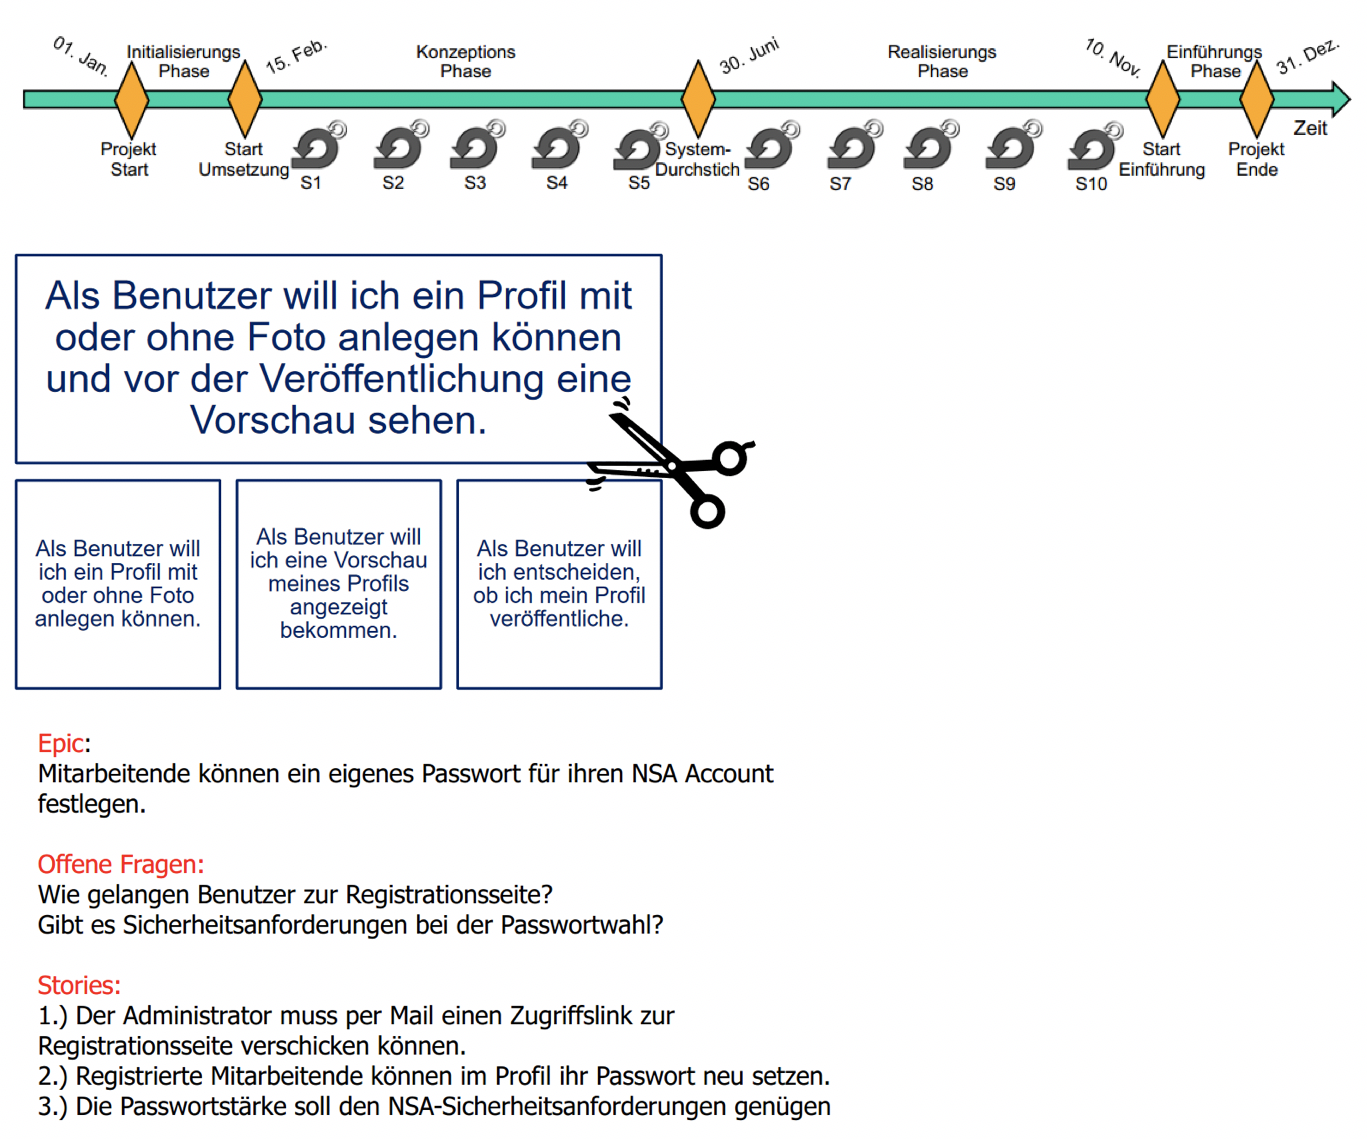 01. Jan.
Initialisierungs
Phase
15. Feb.
Konzeptions
Phase
30. Juni
Realisierungs
Phase
10. Nov.
Einführungs
Phase
31. Dez.
Zeit
Projekt
Start
Start
Umsetzung
S1
S2
S3
S4
S5
System-
Durchstich
S6
S7
S8
S9
S10
Start
Einführung
Projekt
Ende
Als Benutzer will ich ein Profil mit
oder ohne Foto anlegen können
und vor der Veröffentlichung eine
Vorschau sehen.
Als Benutzer will
ich ein Profil mit
oder ohne Foto
anlegen können.
Als Benutzer will
ich eine Vorschau
meines Profils
angezeigt
bekommen.
Als Benutzer will
ich entscheiden,
ob ich mein Profil
veröffentliche.
Epic:
Mitarbeitende können ein eigenes Passwort für ihren NSA Account
festlegen.
Offene Fragen:
Wie gelangen Benutzer zur Registrationsseite?
Gibt es Sicherheitsanforderungen bei der Passwortwahl?
Stories:
1.) Der Administrator muss per Mail einen Zugriffslink zur
Registrationsseite verschicken können.
2.) Registrierte Mitarbeitende können im Profil ihr Passwort neu setzen.
3.) Die Passwortstärke soll den NSA-Sicherheitsanforderungen genügen